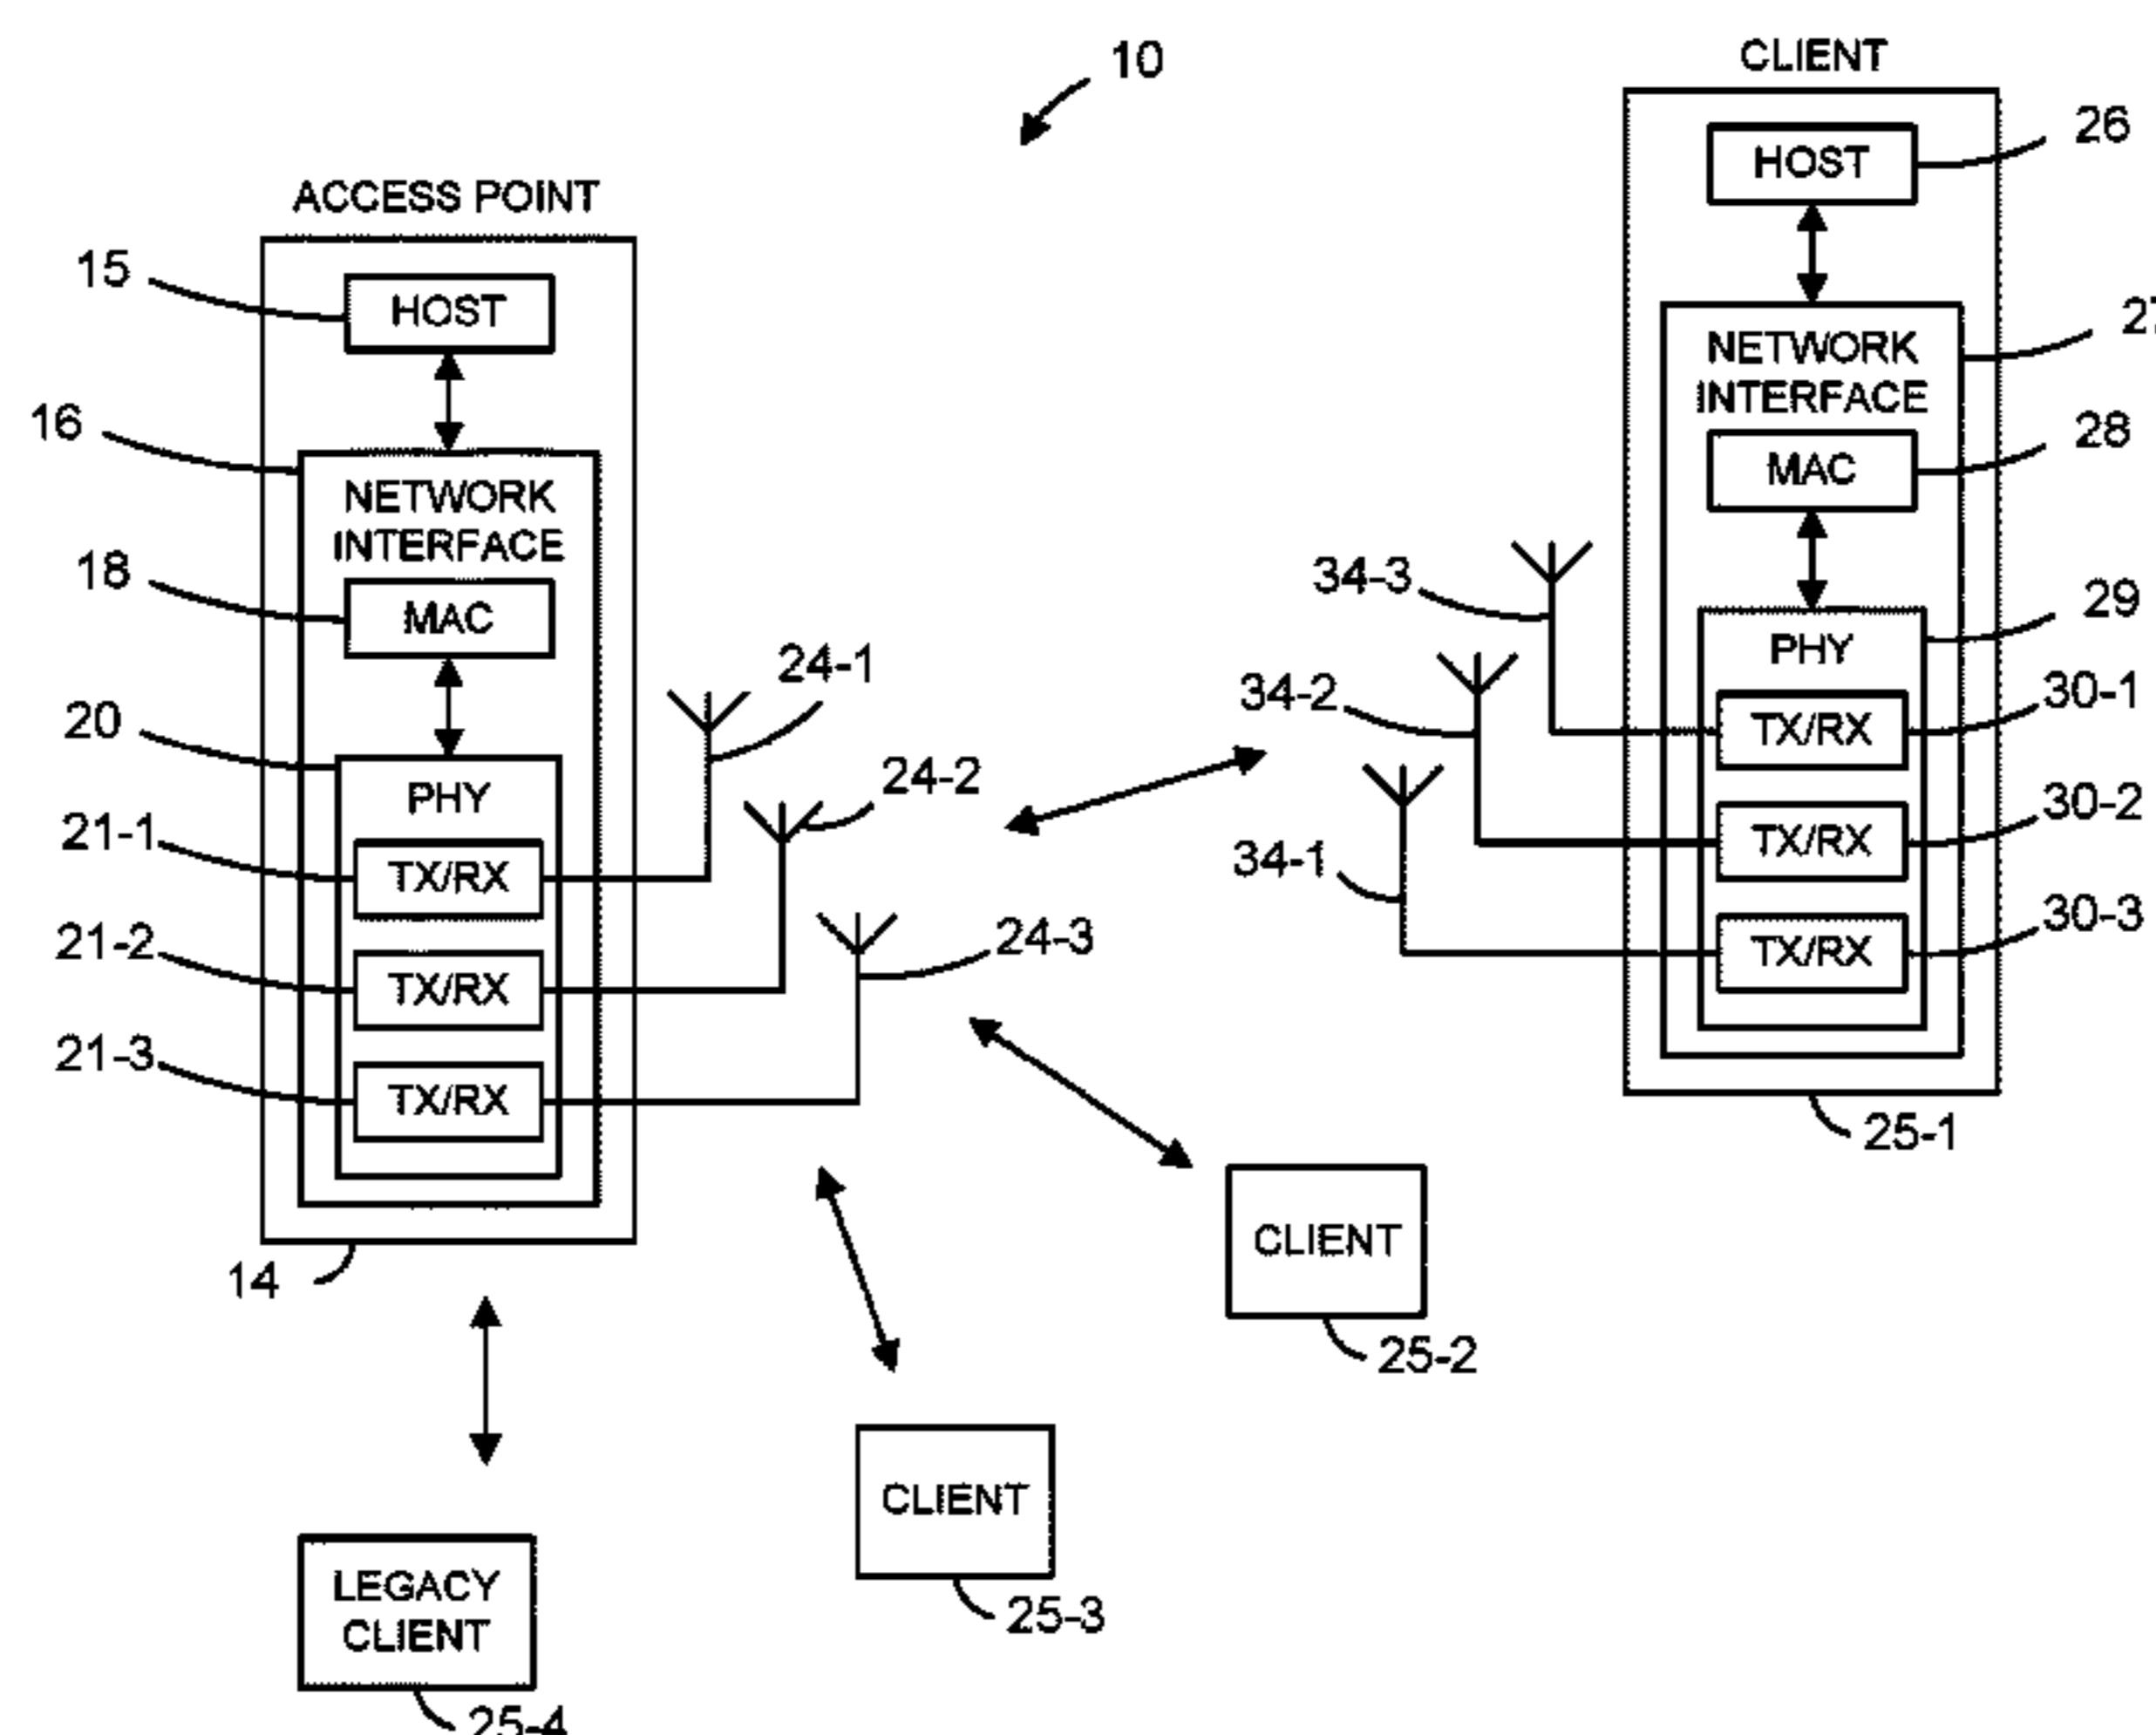 10
CLIENT
HOST
26
ACCESS POINT
15
HOST
NETWORK
INTERFACE
16
NETWORK
INTERFACE
MAC
28
18
MAC
34-3
29
PHY
24-1
34-2
30-1
TX/RX
20
PHY
24-2
30-2
TX/RX
21-1
TX/RX
34-1
30-3
TX/RX
21-2
TX/RX
24-3
21-3
TX/RX
25-1
14
CLIENT
25-2
CLIENT
25-3
LEGACY
CLIENT
25-4